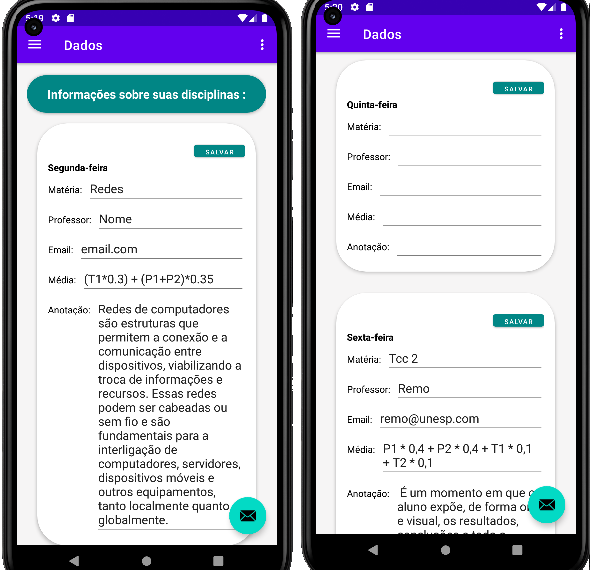 5:19
Dados
Informações sobre suas disciplinas :
SALVAR
Segunda-feira
Matéria: Redes
Professor: Nome
Email: email.com
Média: (T1*0.3) + (P1+P2)*0.35
Anotação: Redes de computadores
são estruturas que
permitem a conexão e a
comunicação entre
dispositivos, viabilizando a
troca de informações e
recursos. Essas redes
podem ser cabeadas ou
sem fio e são
fundamentais para a
interligação de
computadores, servidores,
dispositivos móveis e
outros equipamentos,
tanto localmente quanto
globalmente.
5:20
Dados
SALVAR
Quinta-feira
Matéria:
Professor:
Email:
Média:
Anotação:
SALVAR
Sexta-feira
Matéria: Tcc 2
Professor: Remo
Email: remo@unesp.com
Média: P1 * 0,4 + P2 * 0,4 + T1 * 0,1
+ T2 * 0,1
Anotação: É um momento em que o
aluno expõe, de forma
e visual, os resultados,